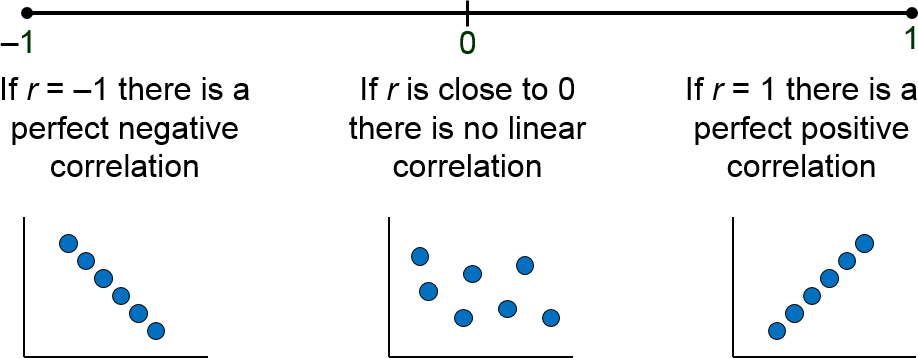 –1
0
1
If r = –1 there is a
perfect negative
correlation
If r is close to 0
there is no linear
correlation
If r = 1 there is a
perfect positive
correlation